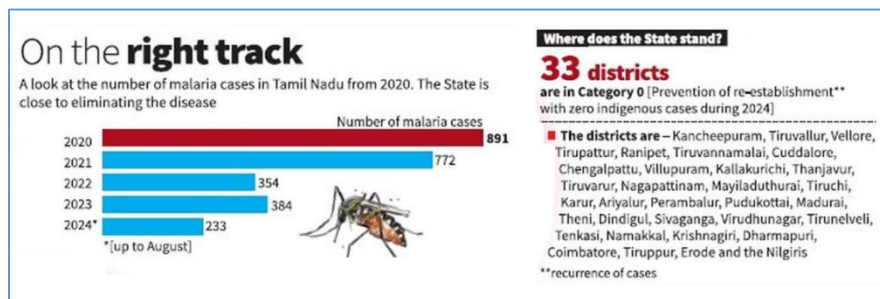 On the right track
A look at the number of malaria cases in Tamil Nadu from 2020. The State is
close to eliminating the disease
Number of malaria cases
2020 891
2021 772
2022 354
2023 384
2024* 233
*[up to August]
Where does the State stand?
33 districts
are in Category 0 [Prevention of re-establishment**
with zero indigenous cases during 2024]
The districts are – Kancheepuram, Tiruvallur, Vellore,
Tirupattur, Ranipet, Tiruvannamalai, Cuddalore,
Chengalpattu, Villupuram, Kallakurichi, Thanjavur,
Tiruvarur, Nagapattinam, Mayiladuthurai, Tiruchi,
Karur, Ariyalur, Perambalur, Pudukottai, Madurai,
Theni, Dindigul, Sivaganga, Virudhunagar, Tirunelveli,
Tenkasi, Namakkal, Krishnagiri, Dharmapuri,
Coimbatore, Tiruppur, Erode and the Nilgiris
**recurrence of cases